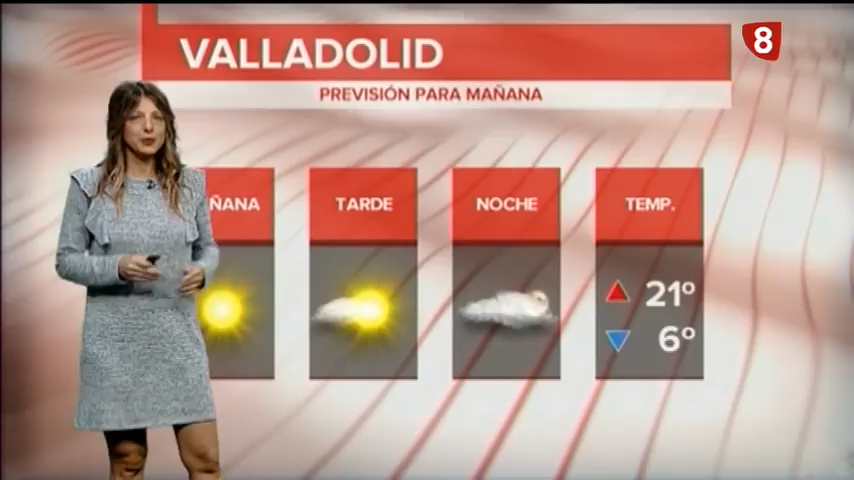 VALLADOLID
8
PREVISIÓN PARA MAÑANA
ÑANA
TARDE
NOCHE
TEMP.
21º
6º